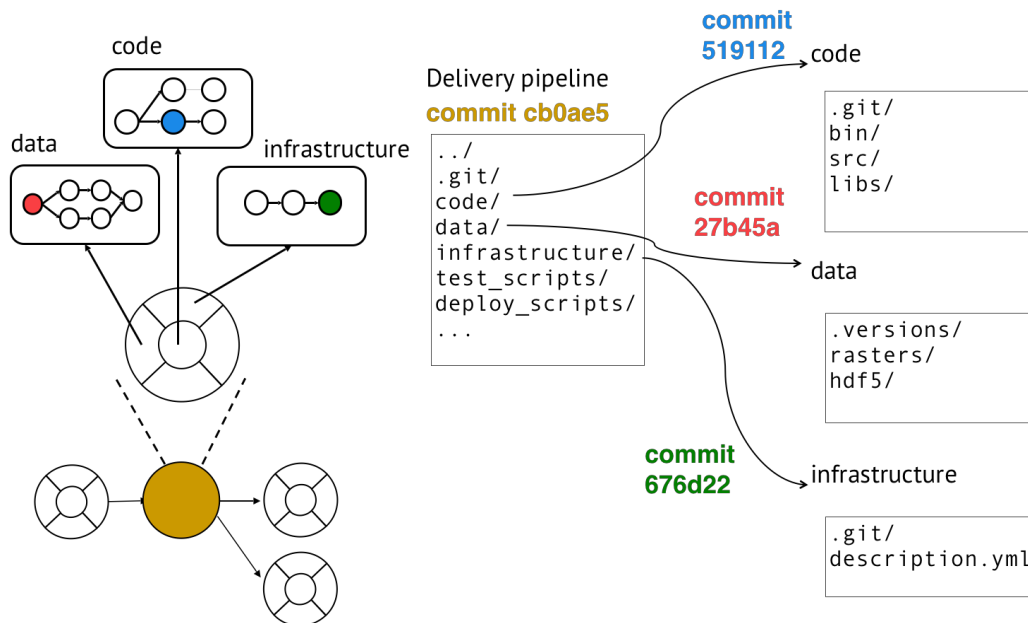 code
data
infrastructure
Delivery pipeline
commit cb0ae5
../
.git/
code/
data/
infrastructure/
test_scripts/
deploy_scripts/
...
commit
519112
code
.git/
bin/
src/
libs/
commit
27b45a
data
.versions/
rasters/
hdf5/
commit
676d22
infrastructure
.git/
description.yml